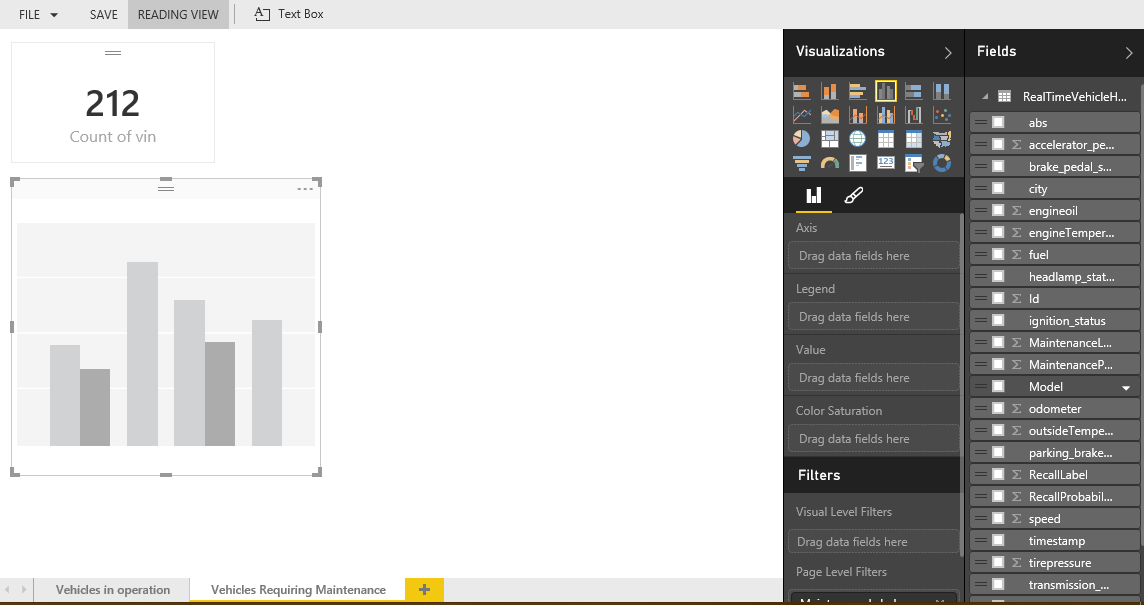 FILE SAVE READING VIEW Text Box
212
Count of vin
Vehicles in operation
Vehicles Requiring Maintenance
+
Visualizations
123
Axis
Drag data fields here
Legend
Drag data fields here
Value
Drag data fields here
Color Saturation
Drag data fields here
Filters
Visual Level Filters
Drag data fields here
Page Level Filters
Fields
RealTimeVehicleH...
abs
Σ accelerator_pe...
brake_pedal_s...
city
Σ engineoil
Σ engineTemper...
Σ fuel
headlamp_stat...
Σ Id
ignition_status
Σ MaintenanceL...
Σ MaintenanceP...
Model
Σ odometer
Σ outsideTempe...
parking_brake...
Σ RecallLabel
Σ RecallProbabil...
Σ speed
timestamp
Σ tirepressure
transmission_...